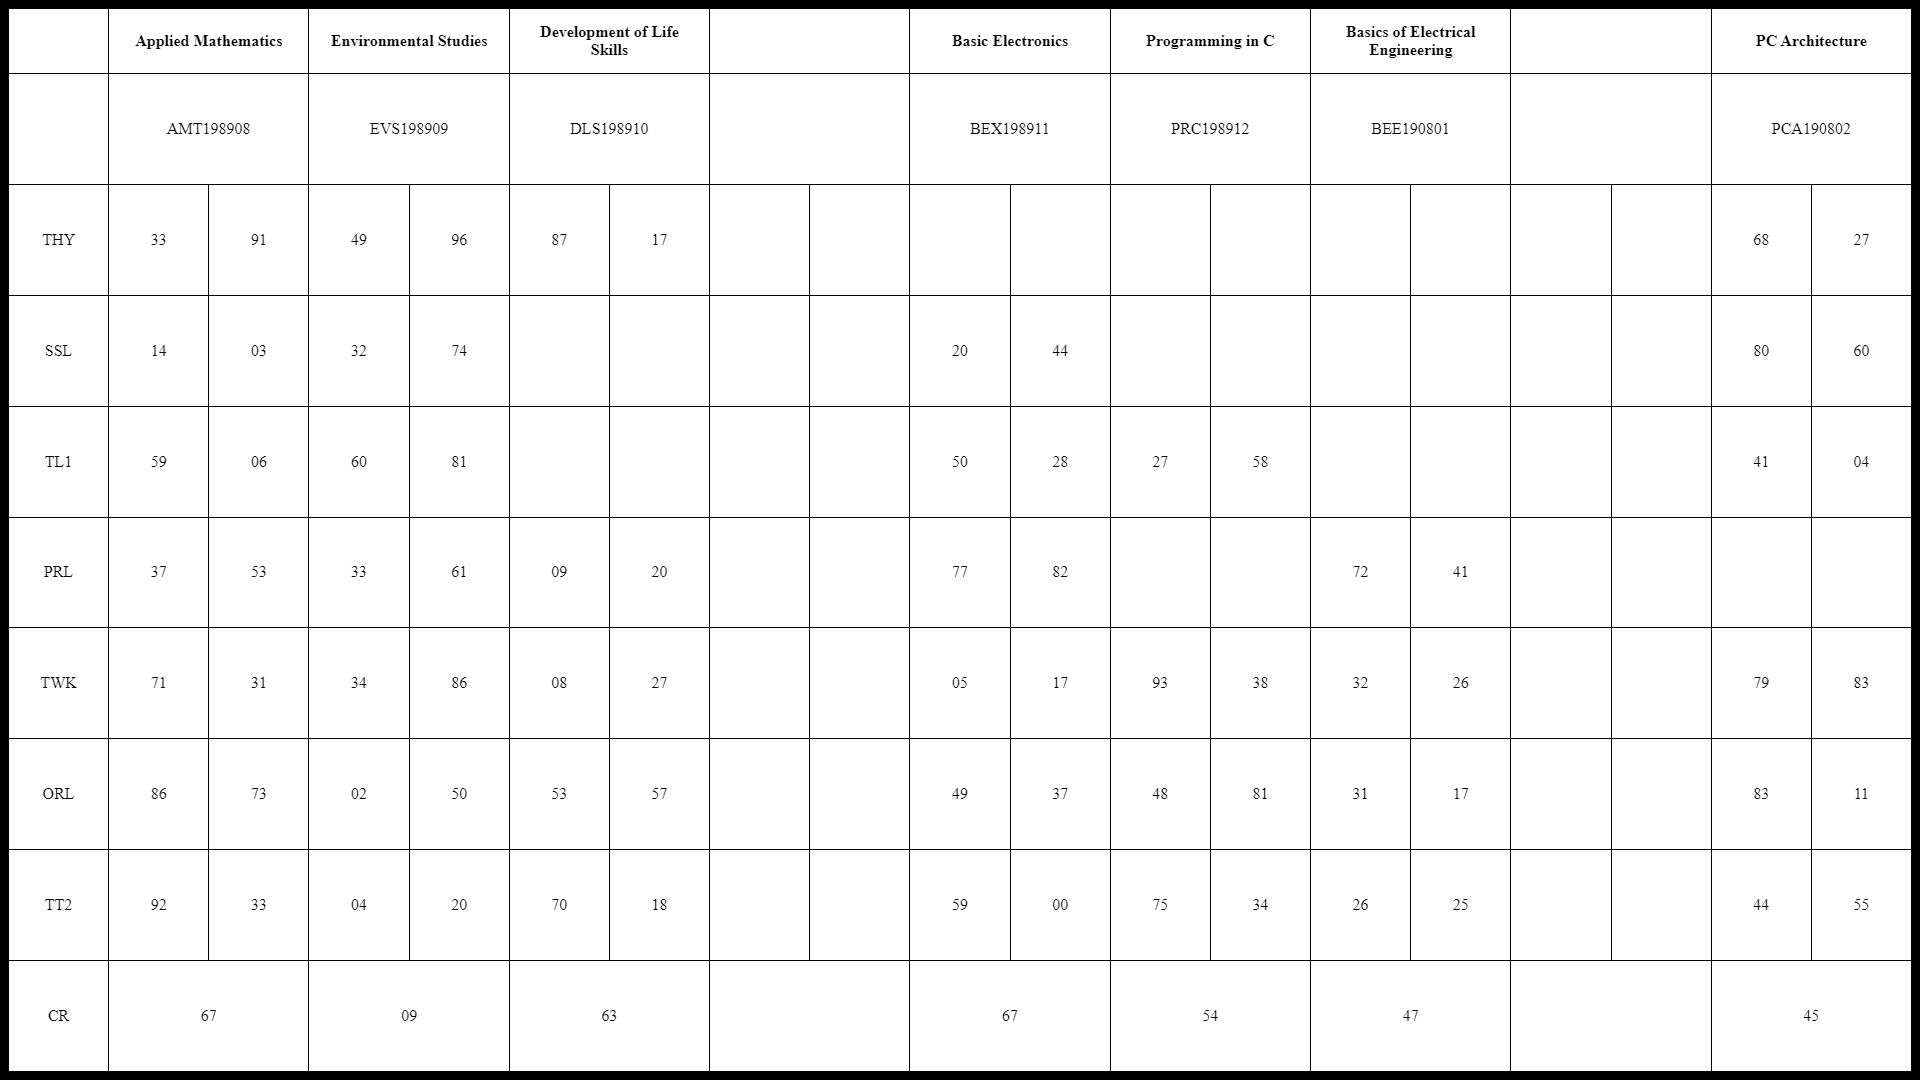 Applied Mathematics Environmental Studies Development of Life Skills Basic Electronics Programming in C Basics of Electrical Engineering PC Architecture
AMT198908 EVS198909 DLS198910 BEX198911 PRC198912 BEE190801 PCA190802
THY 33 91 49 96 87 17 68 27
SSL 14 03 32 74 20 44 80 60
TL1 59 06 60 81 50 28 27 58 41 04
PRL 37 53 33 61 09 20 77 82 72 41
TWK 71 31 34 86 08 27 05 17 93 38 32 26 79 83
ORL 86 73 02 50 53 57 49 37 48 81 31 17 83 11
TT2 92 33 04 20 70 18 59 00 75 34 26 25 44 55
CR 67 09 63 67 54 47 45